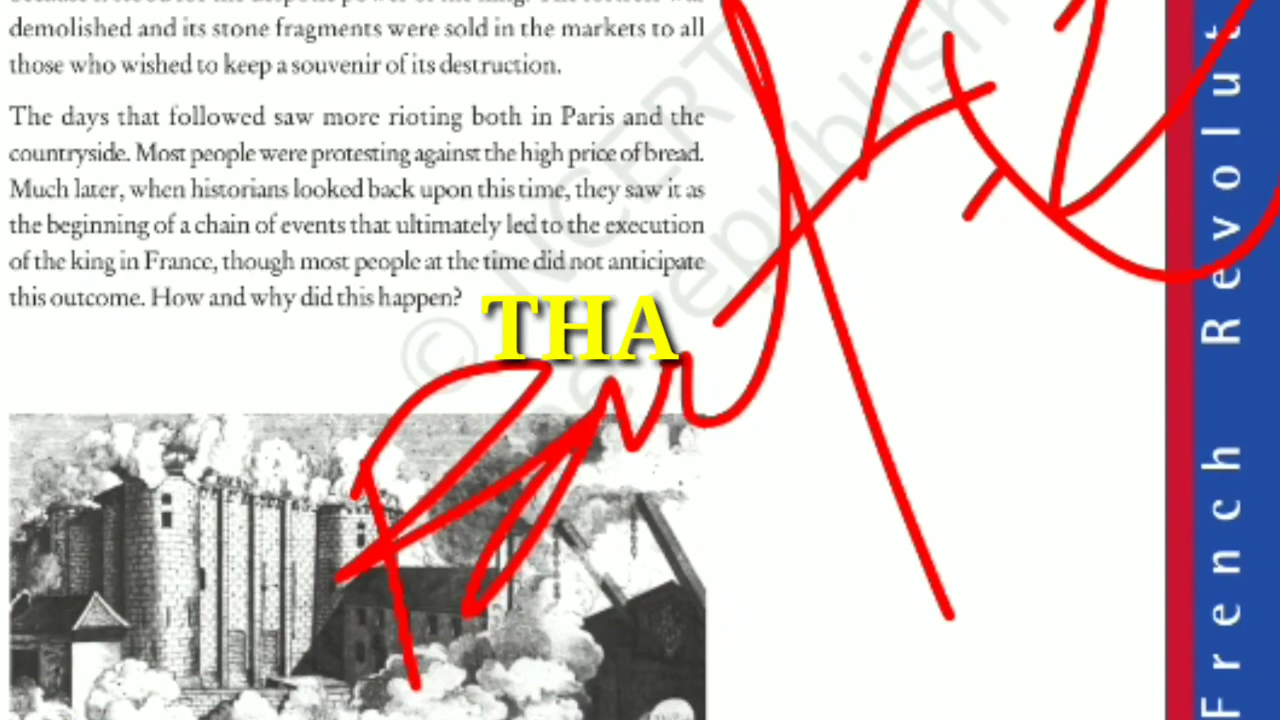 demolished and its stone fragments were sold in the markets to all
those who wished to keep a souvenir of its destruction.
The days that followed saw more rioting both in Paris and the
countryside. Most people were protesting against the high price of bread.
Much later, when historians looked back upon this time, they saw it as
the beginning of a chain of events that ultimately led to the execution
of the king in France, though most people at the time did not anticipate
this outcome. How and why did this happen?
THA
© NCERT
be republish
French Revolut